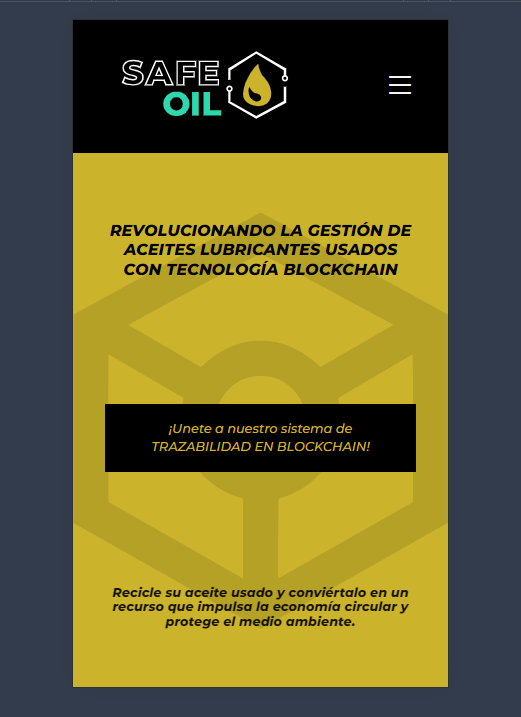 SAFE
OIL
REVOLUCIONANDO LA GESTIÓN DE
ACEITES LUBRICANTES USADOS
CON TECNOLOGÍA BLOCKCHAIN
¡Unete a nuestro sistema de
TRAZABILIDAD EN BLOCKCHAIN!
Recicle su aceite usado y conviértalo en un
recurso que impulsa la economía circular y
protege el medio ambiente.